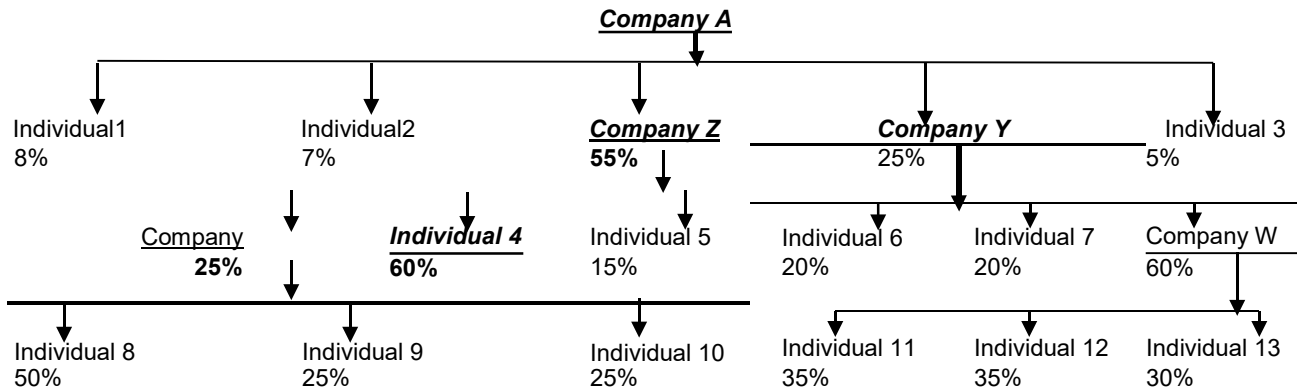 Company A
Individual1 Individual2 Company Z Company Y Individual 3
8% 7% 55% 25% 5%
Company Individual 4 Individual 5 Individual 6 Individual 7 Company W
25% 60% 15% 20% 20% 60%
Individual 8 Individual 9 Individual 10 Individual 11 Individual 12 Individual 13
50% 25% 25% 35% 35% 30%